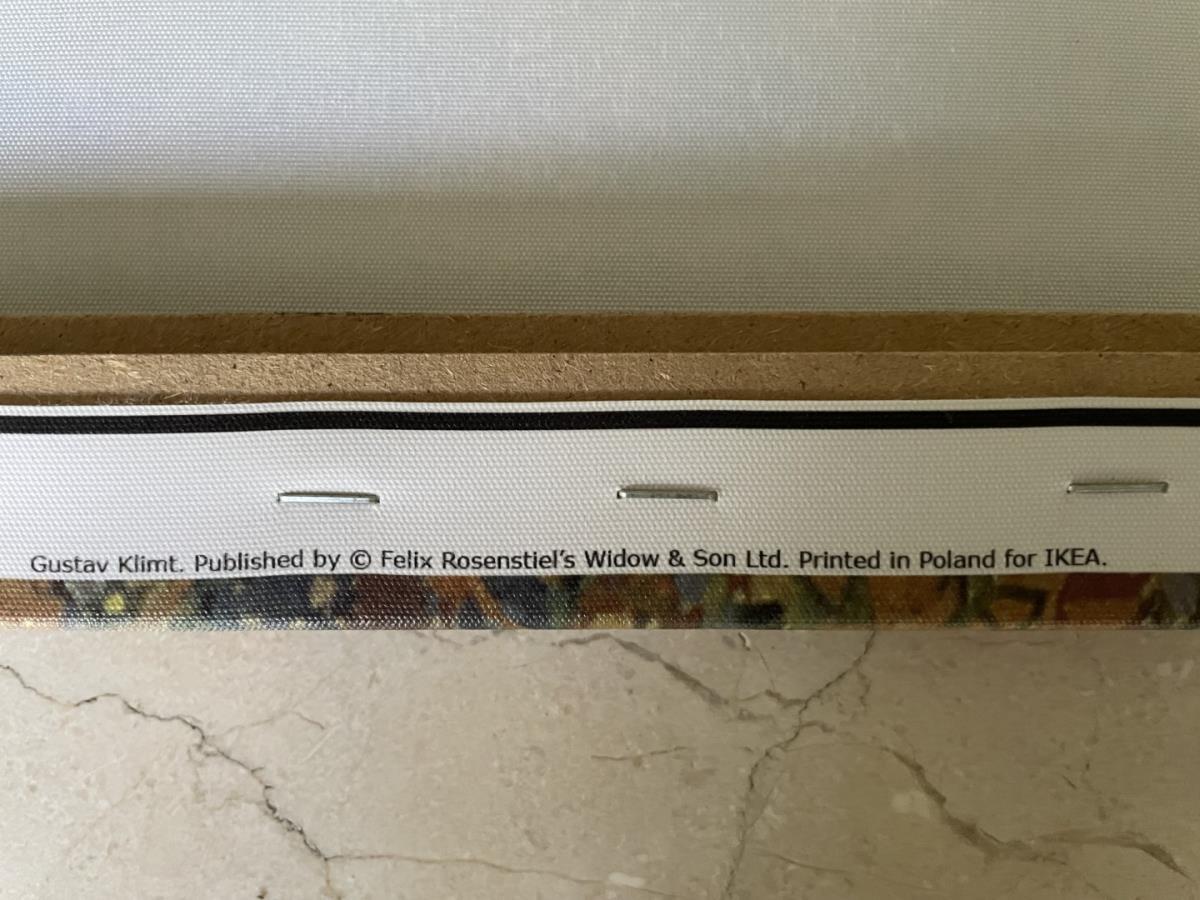 Gustav Klimt. Published by © Felix Rosenstiel's Widow & Son Ltd. Printed in Poland for IKEA.